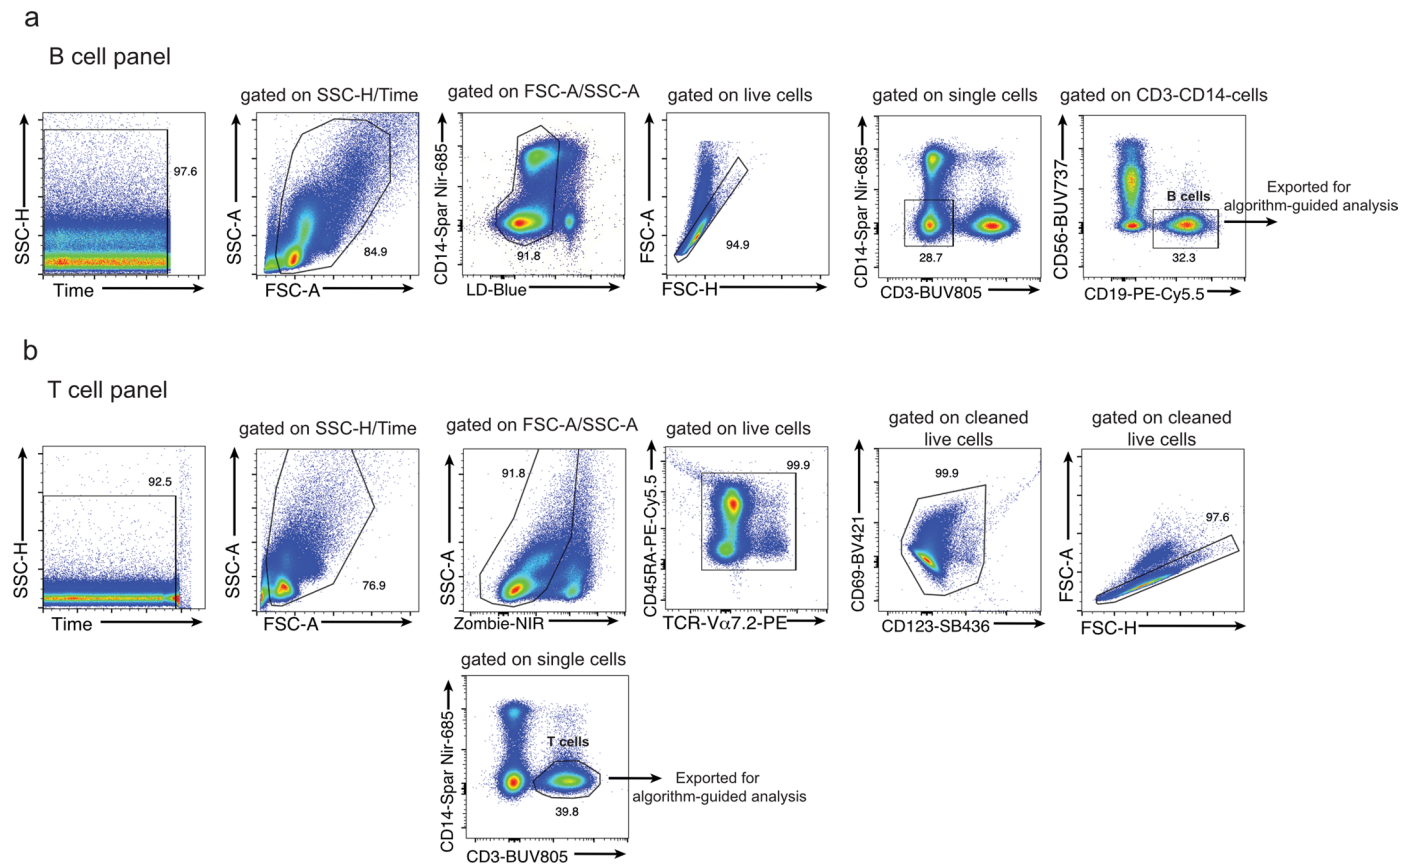 a
B cell panel
SSC-H
Time
97.6
gated on SSC-H/Time
SSC-A
FSC-A
84.9
gated on FSC-A/SSC-A
CD14-Spar Nir-685
LD-Blue
91.8
gated on live cells
FSC-A
FSC-H
94.9
gated on single cells
CD14-Spar Nir-685
CD3-BUV805
28.7
gated on CD3-CD14-cells
CD56-BUV737
CD19-PE-Cy5.5
B cells
32.3
Exported for
algorithm-guided analysis
b
T cell panel
SSC-H
Time
92.5
gated on SSC-H/Time
SSC-A
FSC-A
76.9
gated on FSC-A/SSC-A
SSC-A
Zombie-NIR
91.8
gated on live cells
CD45RA-PE-Cy5.5
TCR-Vα7.2-PE
99.9
gated on cleaned
live cells
CD69-BV421
CD123-SB436
99.9
gated on cleaned
live cells
FSC-A
FSC-H
97.6
gated on single cells
CD14-Spar Nir-685
CD3-BUV805
T cells
39.8
Exported for
algorithm-guided analysis